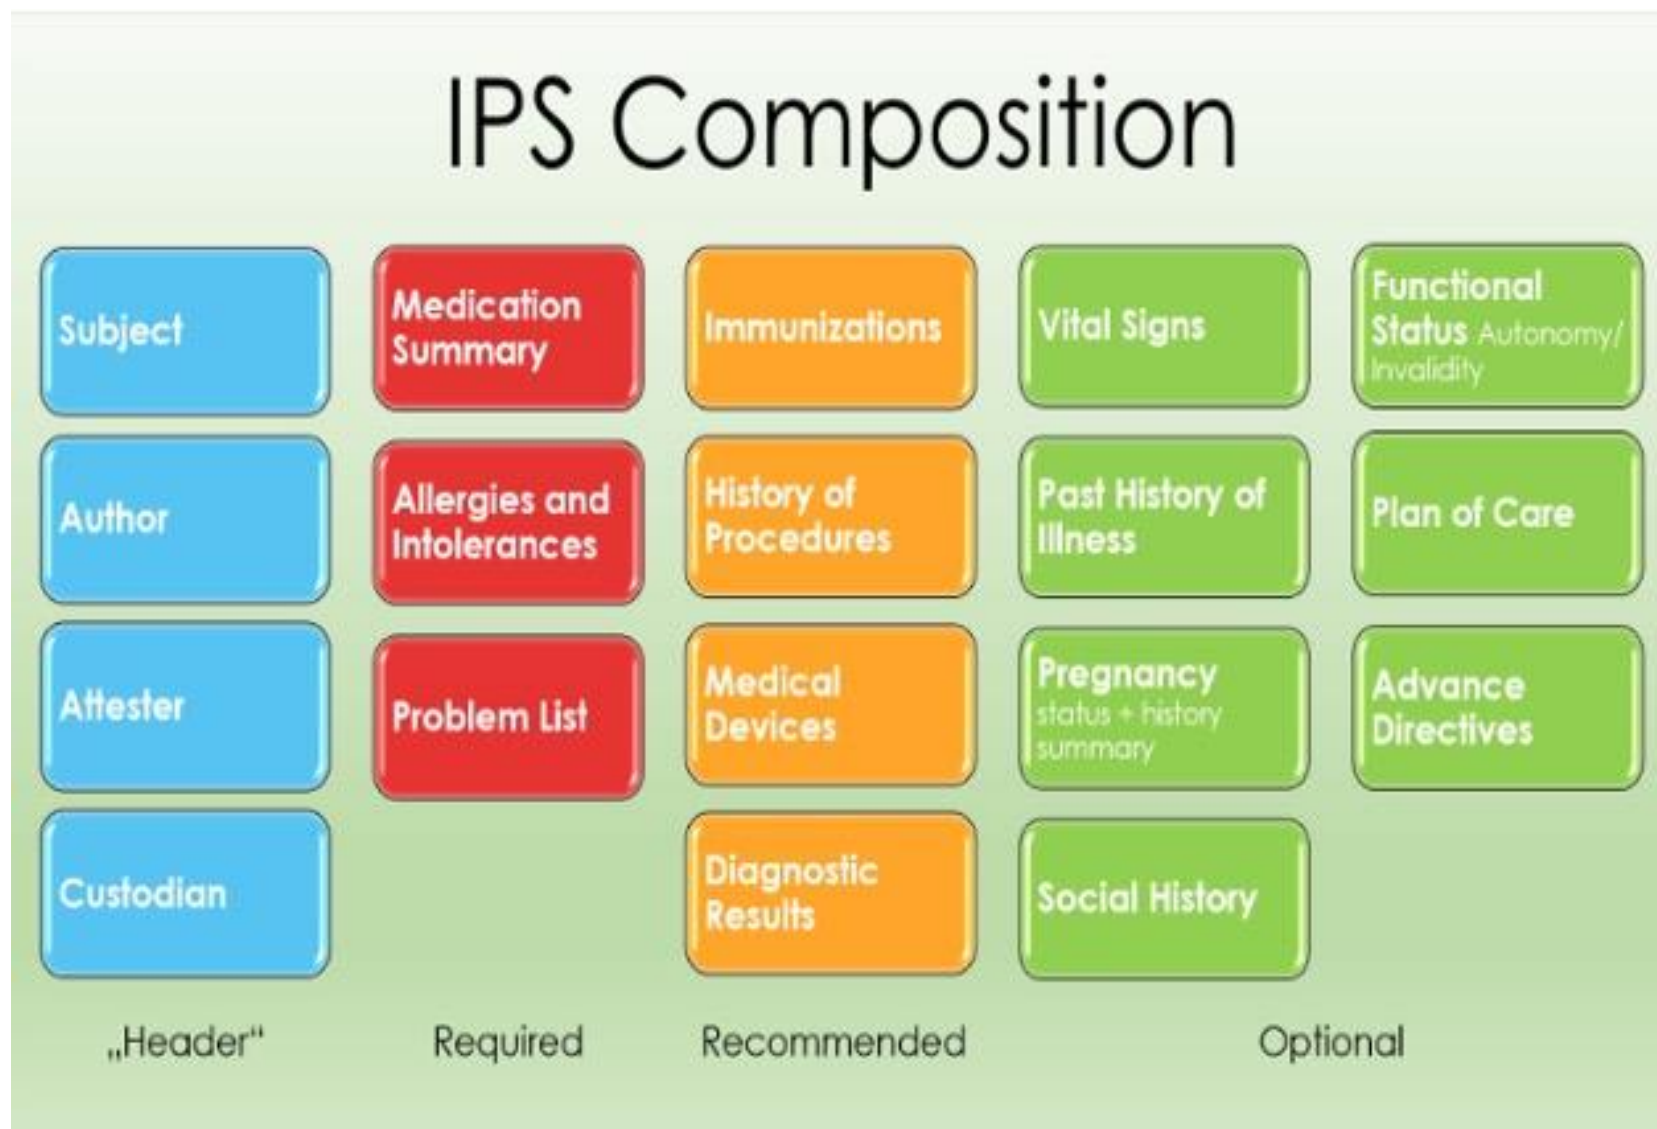 IPS Composition
Subject
Author
Attester
Custodian
„Header“
Medication
Summary
Allergies and
Intolerances
Problem List
Required
Immunizations
History of
Procedures
Medical
Devices
Diagnostic
Results
Recommended
Vital Signs
Past History of
Illness
Pregnancy
status + history
summary
Social History
Functional
Status Autonomy/
Invalidity
Plan of Care
Advance
Directives
Optional